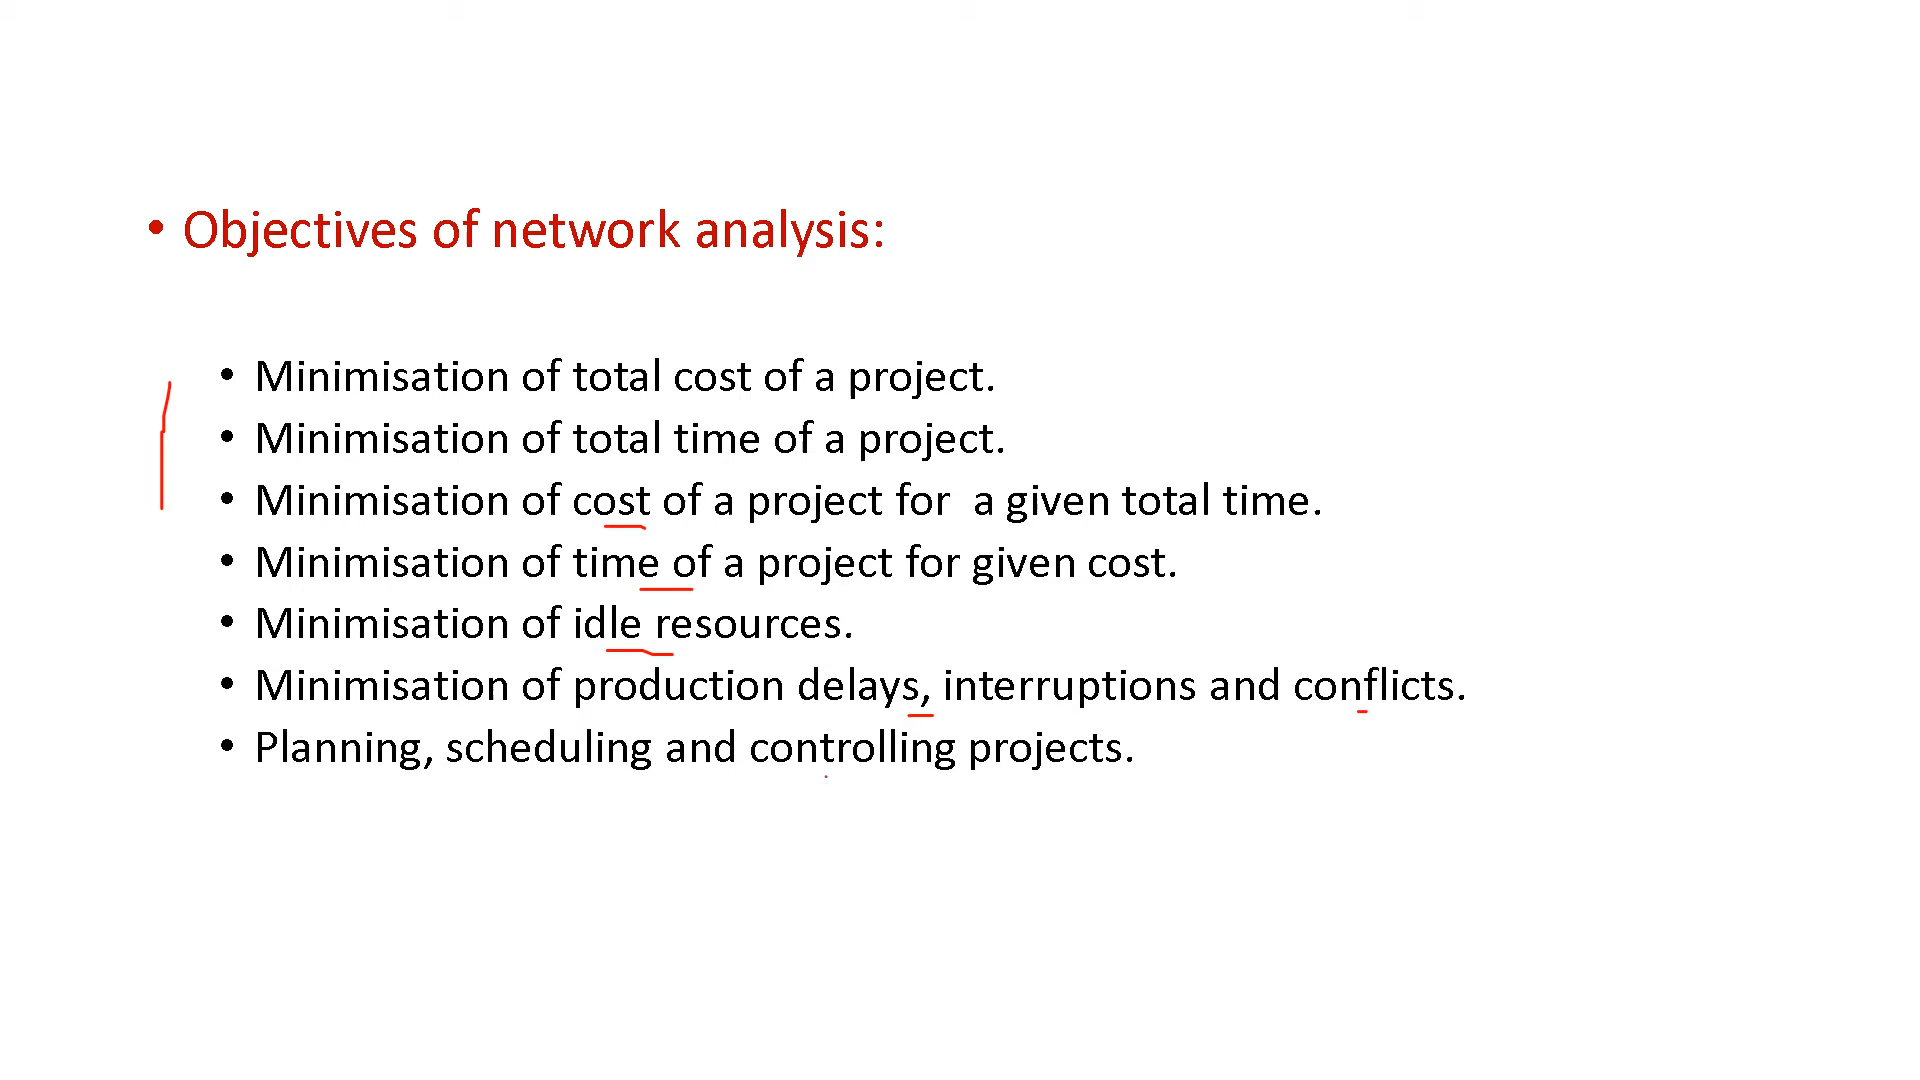 • Objectives of network analysis:
• Minimisation of total cost of a project.
• Minimisation of total time of a project.
• Minimisation of cost of a project for  a given total time.
• Minimisation of time of a project for given cost.
• Minimisation of idle resources.
• Minimisation of production delays, interruptions and conflicts.
• Planning, scheduling and controlling projects.